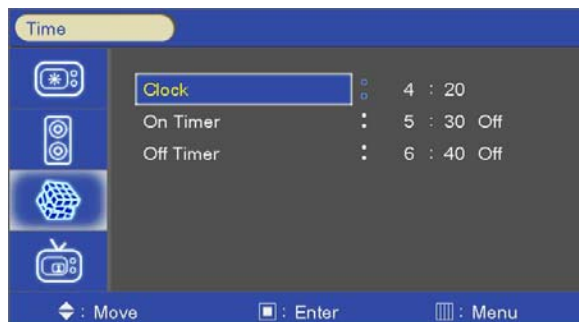 Time
Clock : 4 : 20
On Timer : 5 : 30 Off
Off Timer : 6 : 40 Off
: Move : Enter : Menu